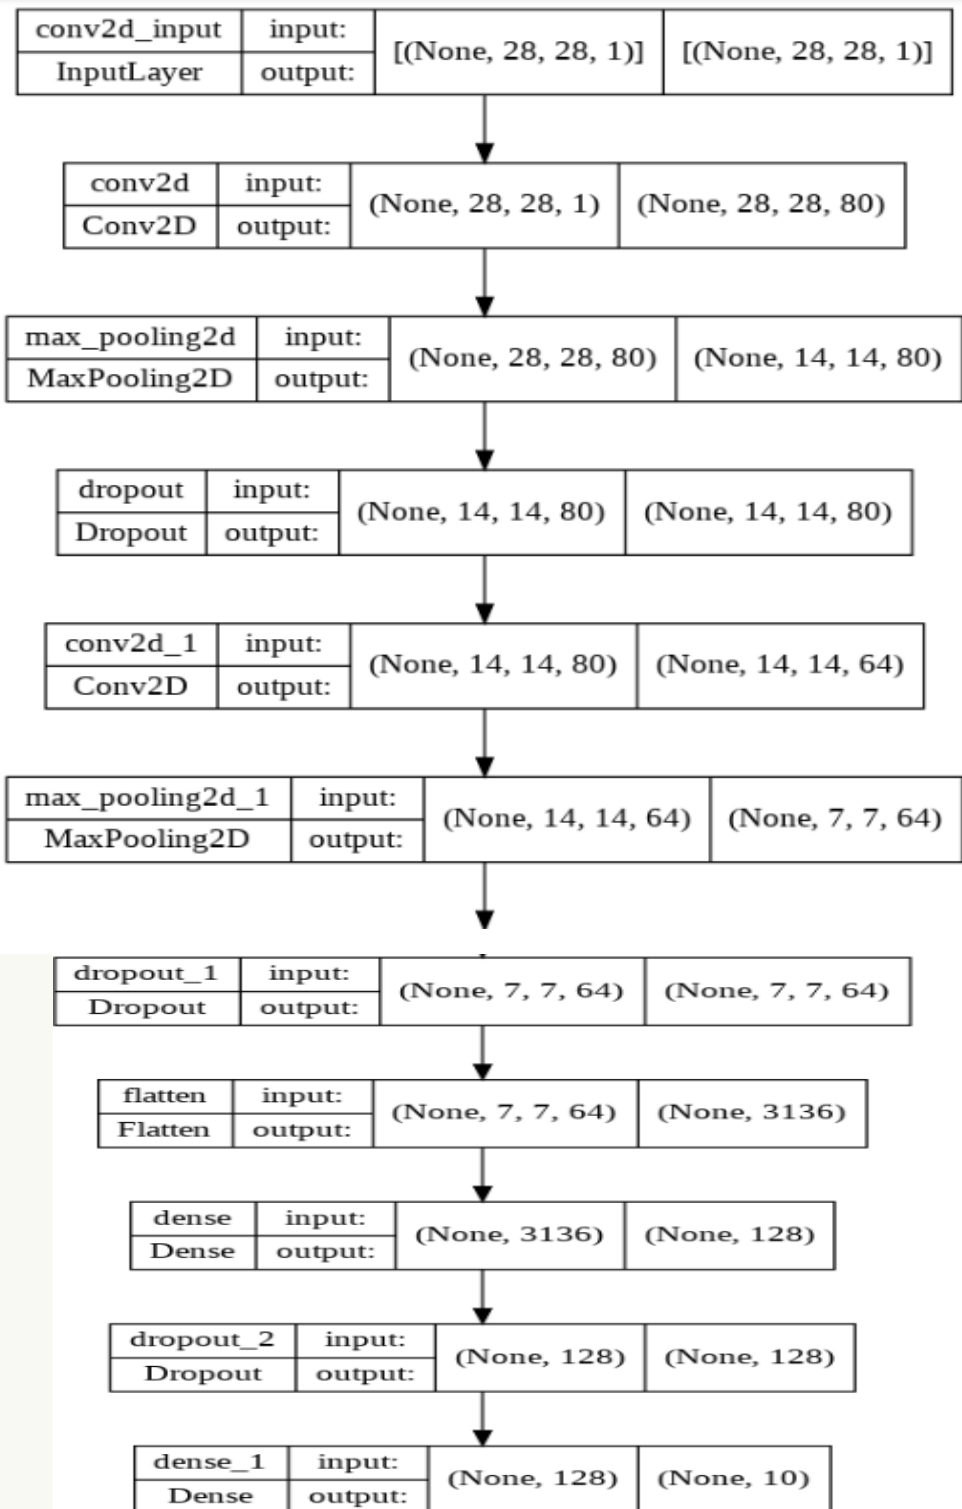 conv2d_input input: [(None, 28, 28, 1)] [(None, 28, 28, 1)]
InputLayer output:
conv2d input: (None, 28, 28, 1) (None, 28, 28, 80)
Conv2D output:
max_pooling2d input: (None, 28, 28, 80) (None, 14, 14, 80)
MaxPooling2D output:
dropout input: (None, 14, 14, 80) (None, 14, 14, 80)
Dropout output:
conv2d_1 input: (None, 14, 14, 80) (None, 14, 14, 64)
Conv2D output:
max_pooling2d_1 input: (None, 14, 14, 64) (None, 7, 7, 64)
MaxPooling2D output:
dropout_1 input: (None, 7, 7, 64) (None, 7, 7, 64)
Dropout output:
flatten input: (None, 7, 7, 64) (None, 3136)
Flatten output:
dense input: (None, 3136) (None, 128)
Dense output:
dropout_2 input: (None, 128) (None, 128)
Dropout output:
dense_1 input: (None, 128) (None, 10)
Dense output: